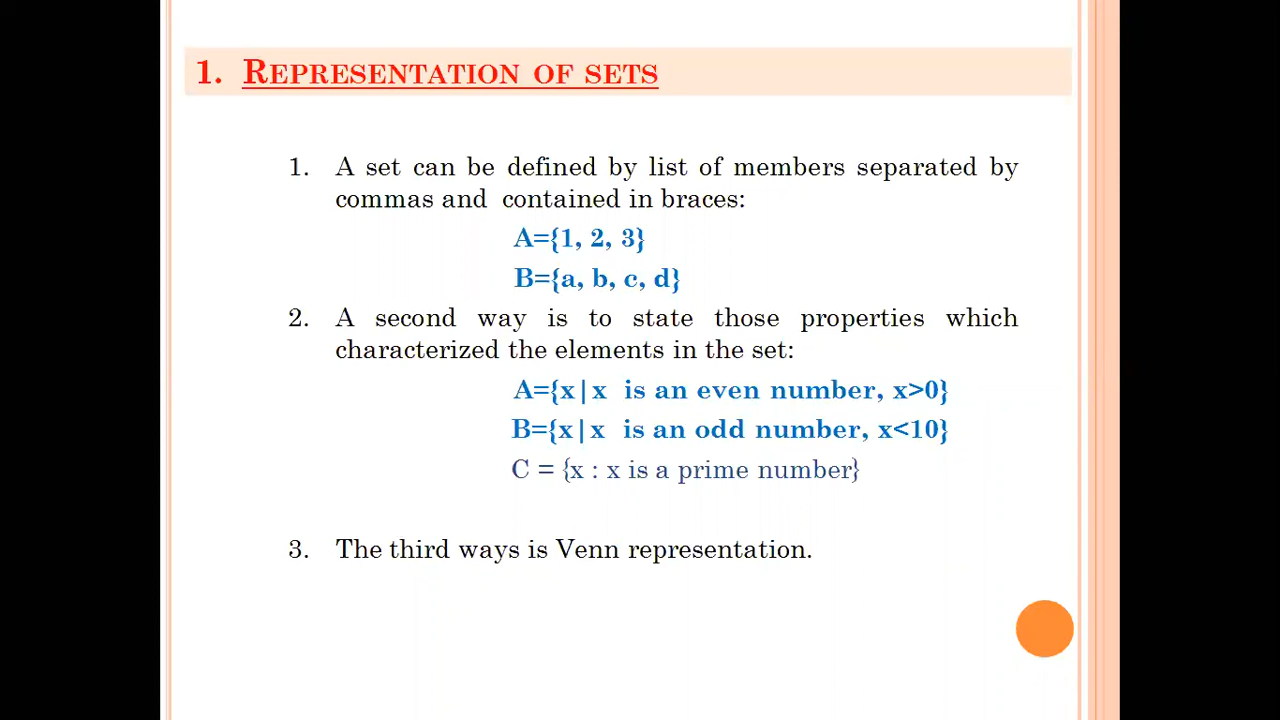 1. REPRESENTATION OF SETS
1. A set can be defined by list of members separated by
commas and contained in braces:
A={1, 2, 3}
B={a, b, c, d}
2. A second way is to state those properties which
characterized the elements in the set:
A={x|x is an even number, x>0}
B={x|x is an odd number, x<10}
C = {x : x is a prime number}
3. The third ways is Venn representation.